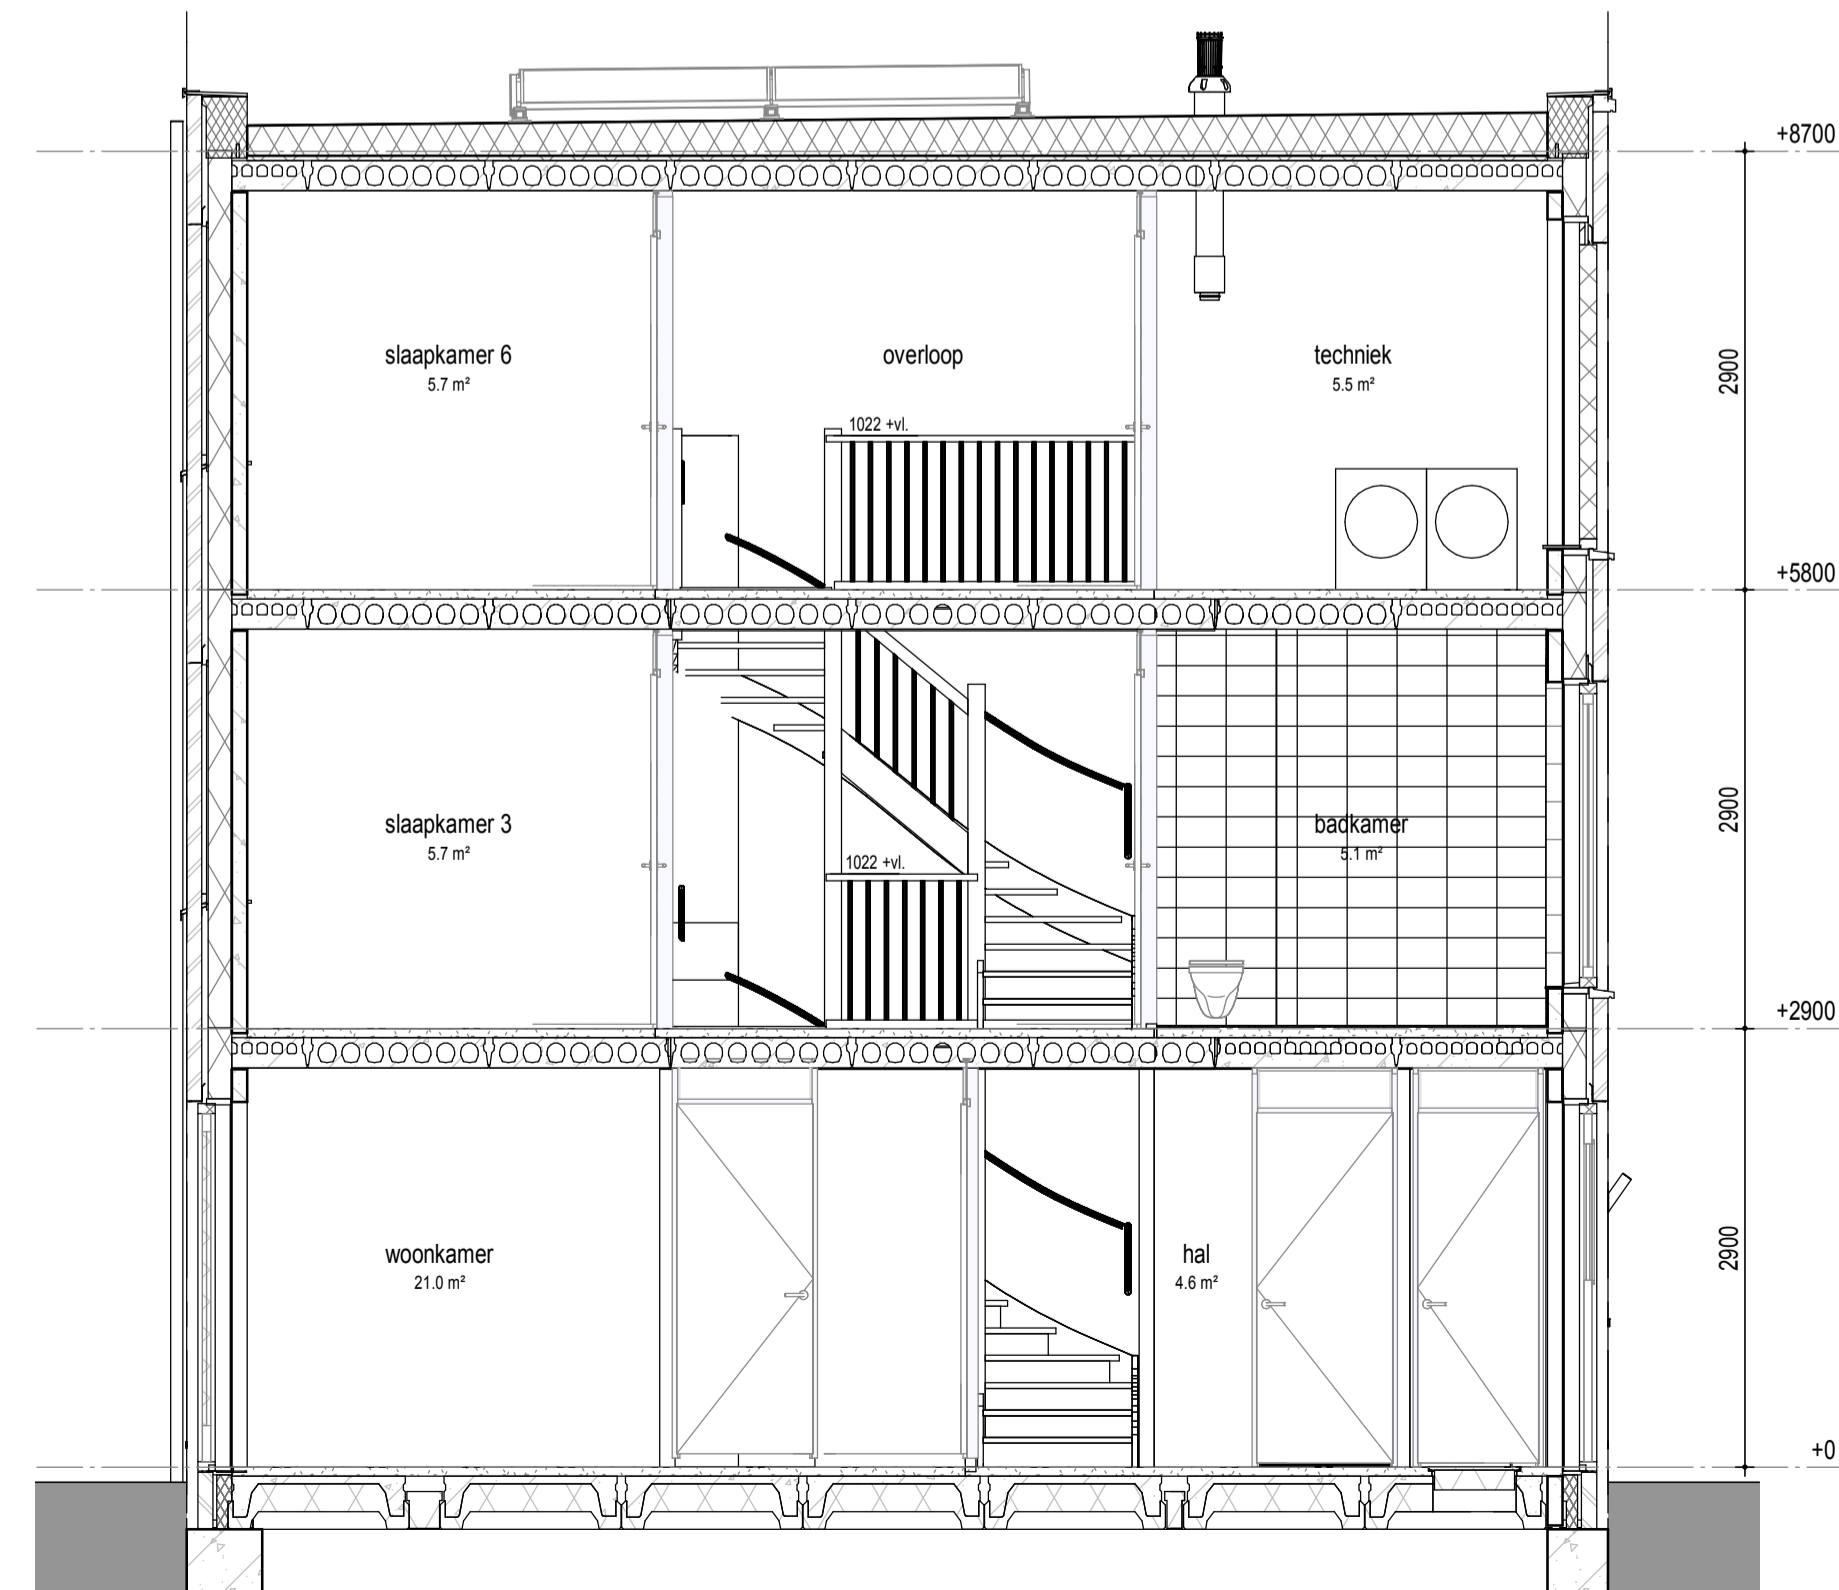 +8700
slaapkamer 6
5.7 m²
overloop
techniek
5.5 m²
2900
1022 +vl.
+5800
slaapkamer 3
5.7 m²
badkamer
5.1 m²
2900
1022 +vl.
+2900
woonkamer
21.0 m²
hal
4.6 m²
2900
+0